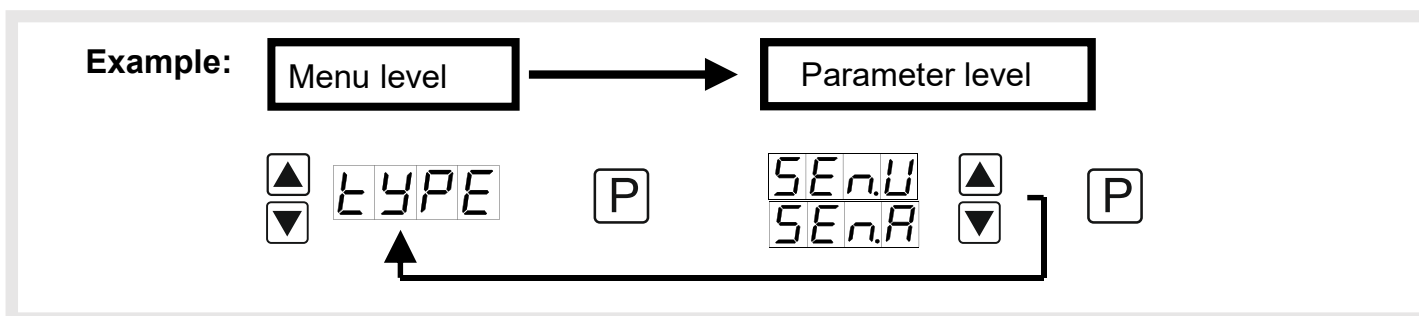 Example:
Menu level
Parameter level
▲ tYPE P SEn.U ▲ P
▼ SEn.A ▼